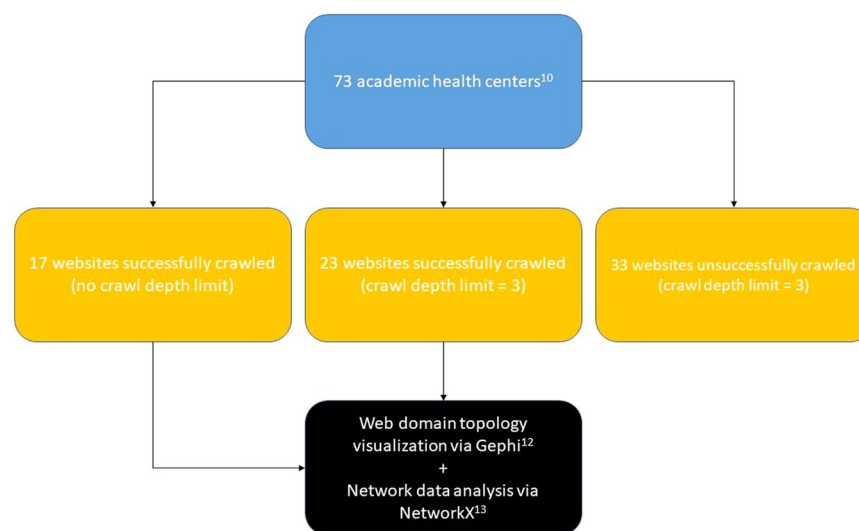 73 academic health centers¹⁰
17 websites successfully crawled
(no crawl depth limit)
23 websites successfully crawled
(crawl depth limit = 3)
33 websites unsuccessfully crawled
(crawl depth limit = 3)
Web domain topology
visualization via Gephi¹²
+
Network data analysis via
NetworkX¹³